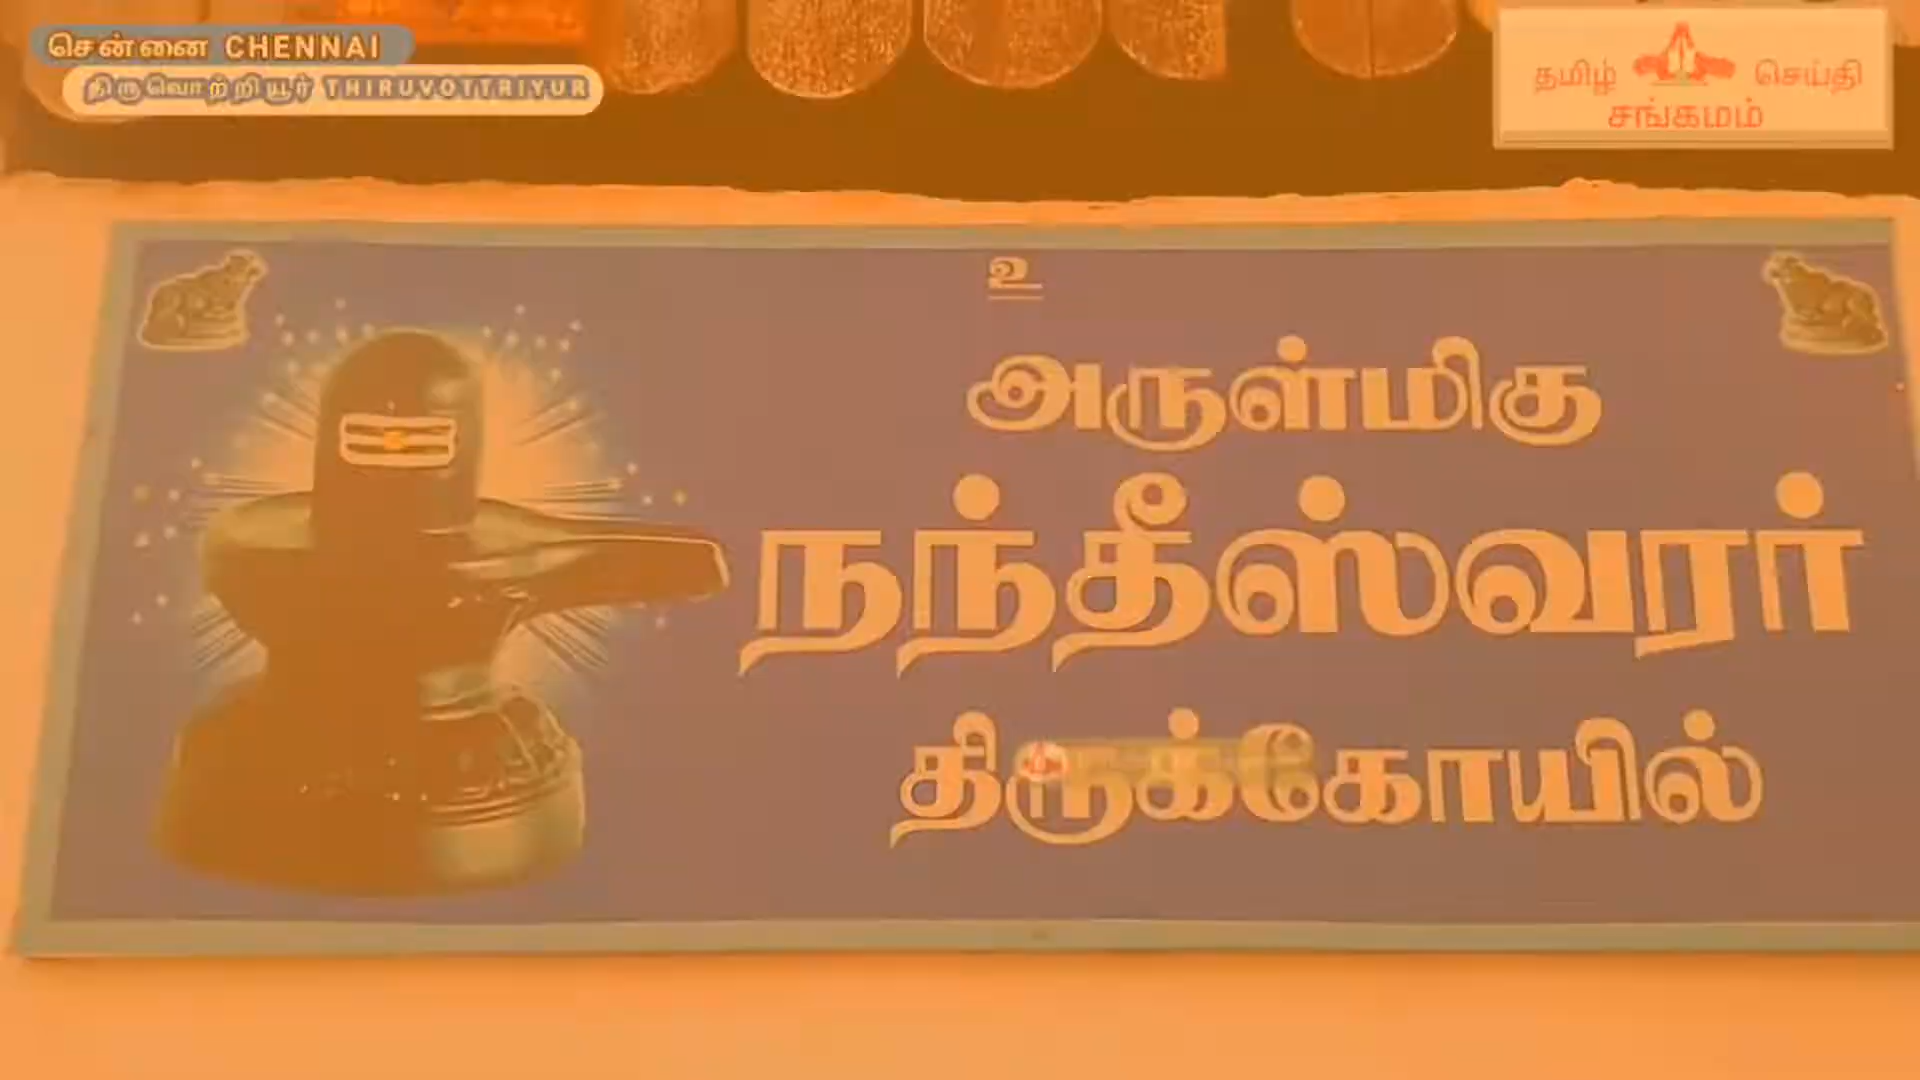 சென்னை CHENNAI
திருவொற்றியூர் THIRUVOTTRIYUR
தமிழ் செய்தி
சங்கமம்
உ
அருள்மிகு
நந்தீஸ்வரர்
திருக்கோயில்